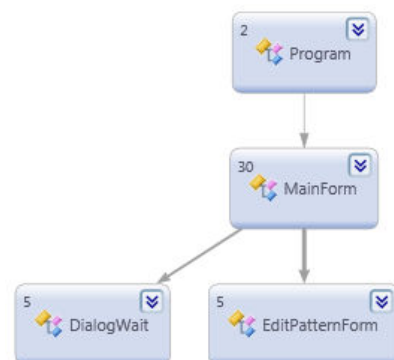 2
Program
30
MainForm
5
DialogWait
5
EditPatternForm